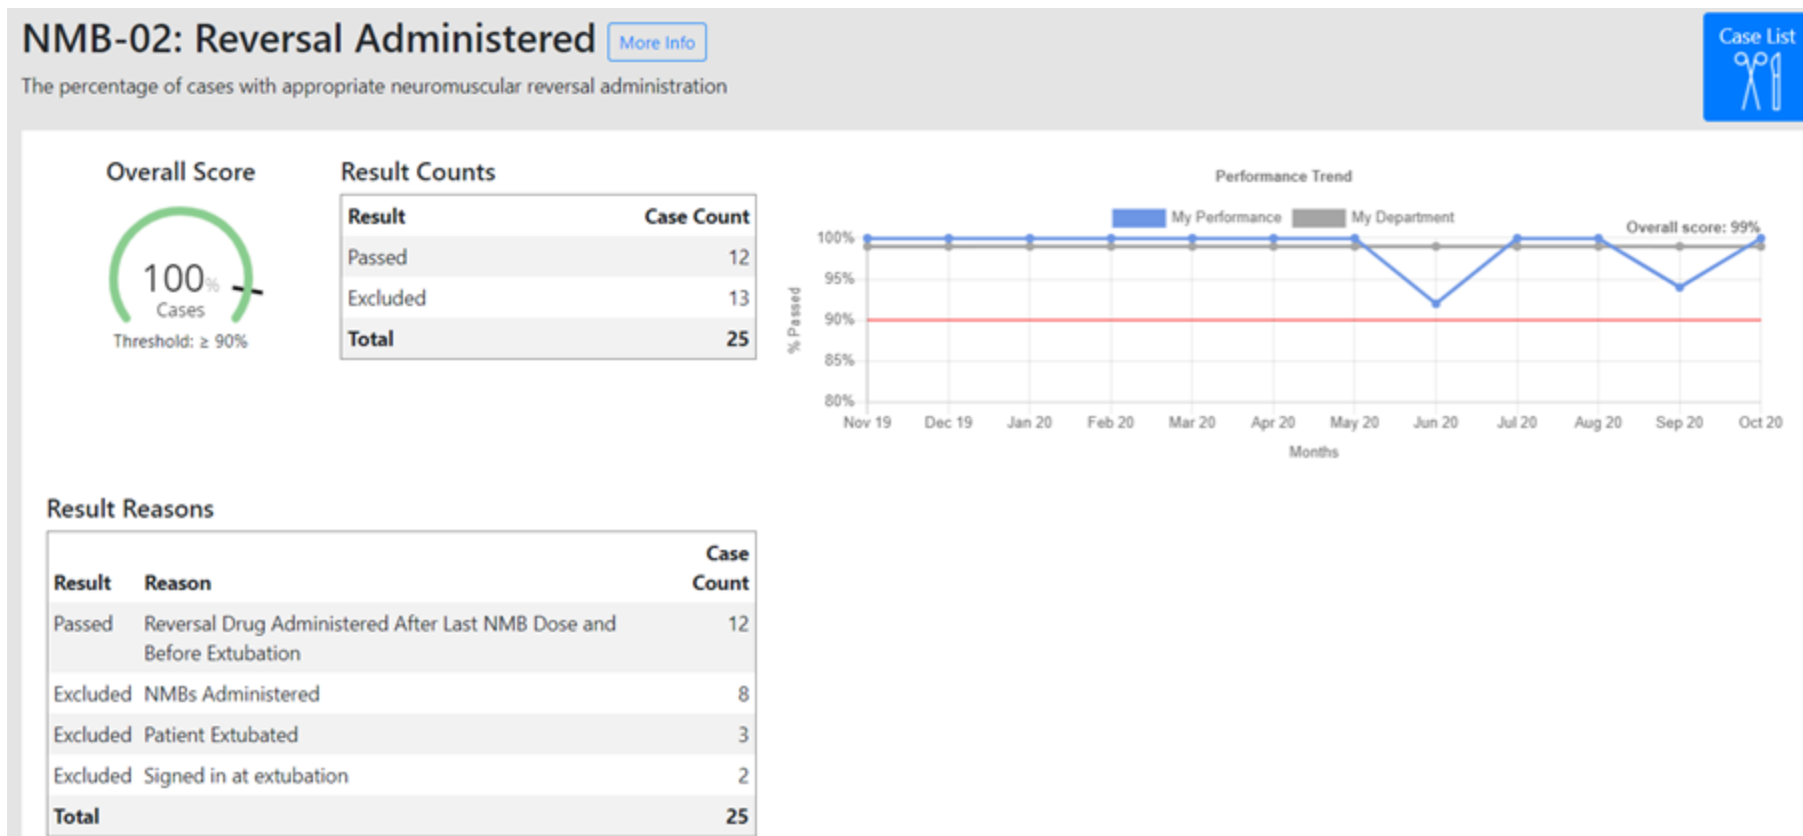 NMB-02: Reversal Administered More Info
Case List
The percentage of cases with appropriate neuromuscular reversal administration
Overall Score
100%
Cases
Threshold: ≥ 90%
Result Counts
Result Case Count
Passed 12
Excluded 13
Total 25
Performance Trend
My Performance My Department
Overall score: 99%
% Passed
100%
95%
90%
85%
80%
Nov 19 Dec 19 Jan 20 Feb 20 Mar 20 Apr 20 May 20 Jun 20 Jul 20 Aug 20 Sep 20 Oct 20
Months
Result Reasons
Result Reason Case Count
Passed Reversal Drug Administered After Last NMB Dose and 12
Before Extubation
Excluded NMBs Administered 8
Excluded Patient Extubated 3
Excluded Signed in at extubation 2
Total 25